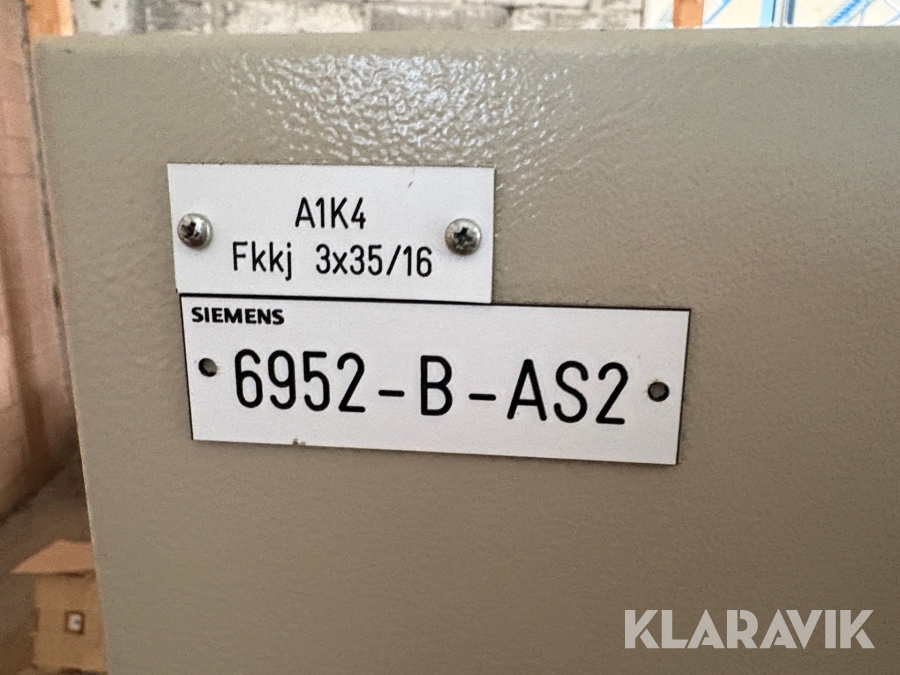 A1K4
Fkkj 3x35/16
SIEMENS
6952-B-AS2
KLARAVIK